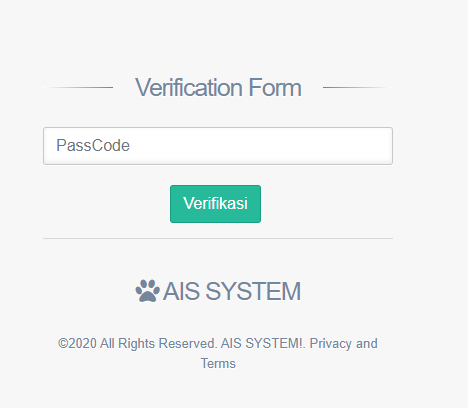 Verification Form
PassCode
Verifikasi
AIS SYSTEM
©2020 All Rights Reserved. AIS SYSTEM!. Privacy and
Terms